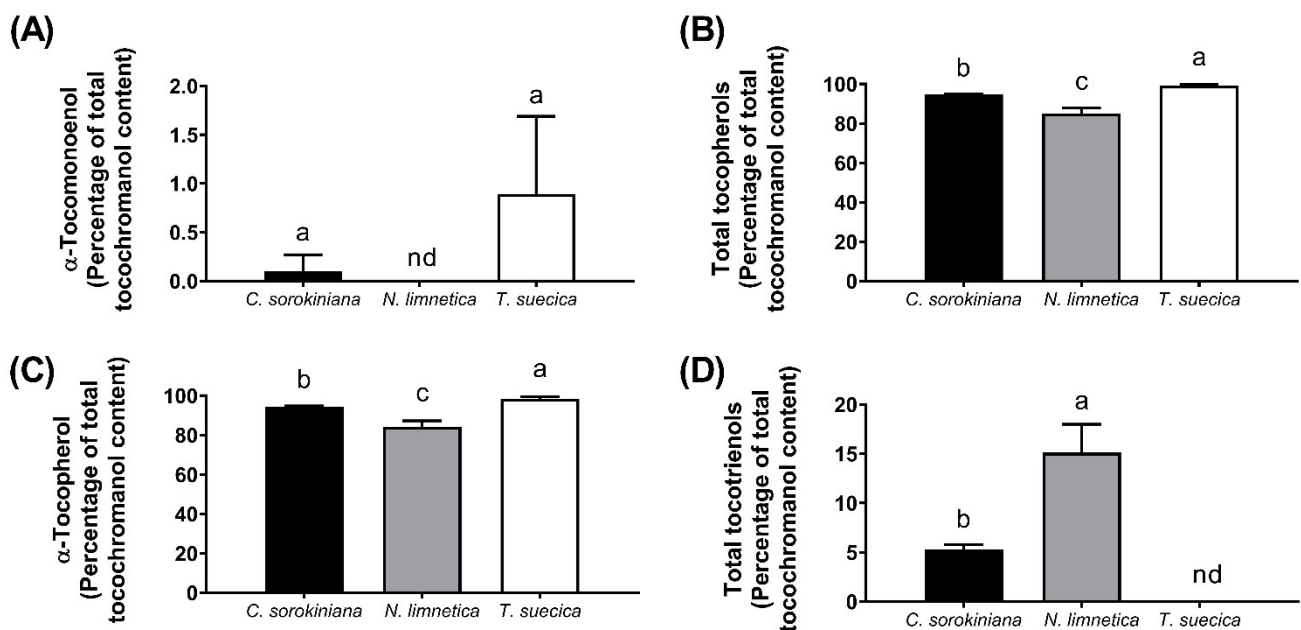 (A)
α-Tocomonoenol
(Percentage of total
tocochromanol content)
2.0
1.5
1.0
0.5
0.0
a
nd
a
C. sorokiniana
N. limnetica
T. suecica
(B)
Total tocopherols
(Percentage of total
tocochromanol content)
100
80
60
40
20
0
b
c
a
C. sorokiniana
N. limnetica
T. suecica
(C)
α-Tocopherol
(Percentage of total
tocochromanol content)
100
80
60
40
20
0
b
c
a
C. sorokiniana
N. limnetica
T. suecica
(D)
Total tocotrienols
(Percentage of total
tocochromanol content)
20
15
10
5
0
b
a
nd
C. sorokiniana
N. limnetica
T. suecica